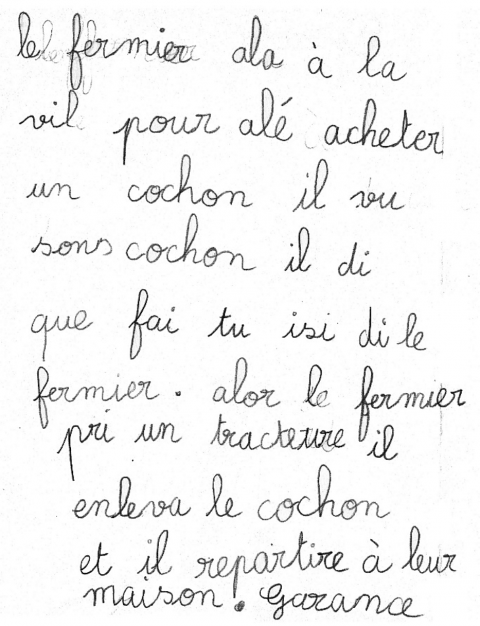 le fermier ala à la
vil pour alé acheter
un cochon il vu
sons cochon il di
que fai tu isi di le
fermier. alor le fermier
pri un tracteure il
enleva le cochon
et il repartire à leur
maison. Garance